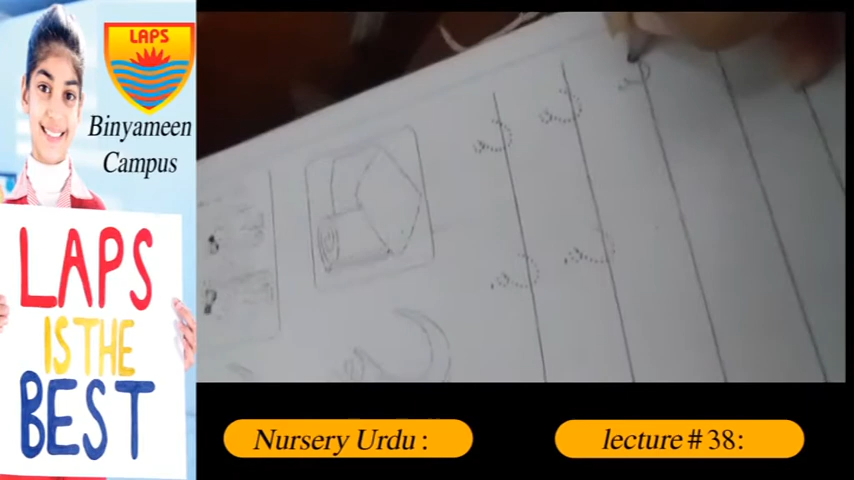 LAPS
Binyameen
Campus
LAPS
IS THE
BEST
Nursery Urdu :
lecture # 38: